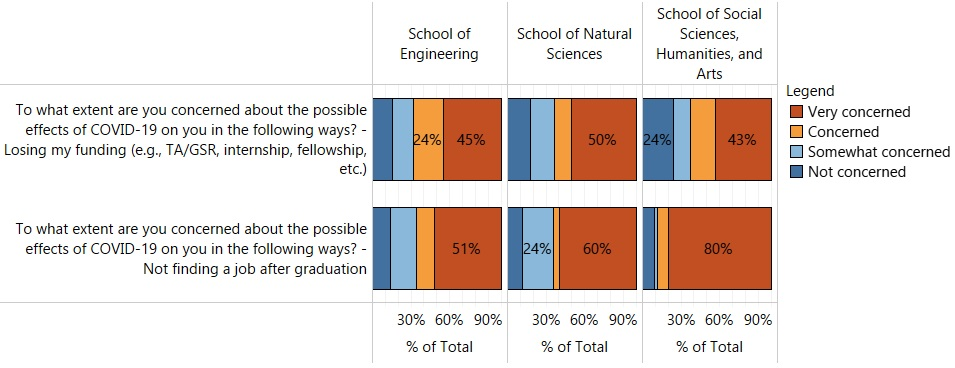 School of
Engineering
School of Natural
Sciences
School of Social
Sciences,
Humanities, and
Arts
To what extent are you concerned about the possible
effects of COVID-19 on you in the following ways? -
Losing my funding (e.g., TA/GSR, internship, fellowship,
etc.)
24% 45%
50%
24% 43%
To what extent are you concerned about the possible
effects of COVID-19 on you in the following ways? -
Not finding a job after graduation
51%
24% 60%
80%
30% 60% 90%
30% 60% 90%
30% 60% 90%
% of Total
% of Total
% of Total
Legend
Very concerned
Concerned
Somewhat concerned
Not concerned